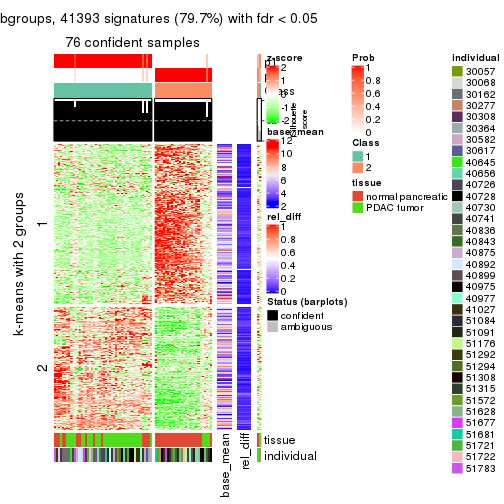 bgroups, 41393 signatures (79.7%) with fdr < 0.05
76 confident samples
k-means with 2 groups
1
2
p1
p2
Class
silhouette
score
z-score
2
1
0
-1
-2
base_mean
12
10
8
6
4
2
rel_diff
1
0.8
0.6
0.4
0.2
0
Status (barplots)
confident
ambiguous
Prob
1
0.8
0.6
0.4
0.2
0
Class
1
2
tissue
normal pancreatic
PDAC tumor
individual
30057
30068
30162
30277
30308
30364
30582
30617
40645
40656
40726
40728
40730
40741
40836
40843
40875
40892
40899
40975
40977
41027
51084
51091
51176
51292
51294
51308
51315
51572
51628
51677
51681
51721
51722
51783
tissue
individual
base_mean
rel_diff